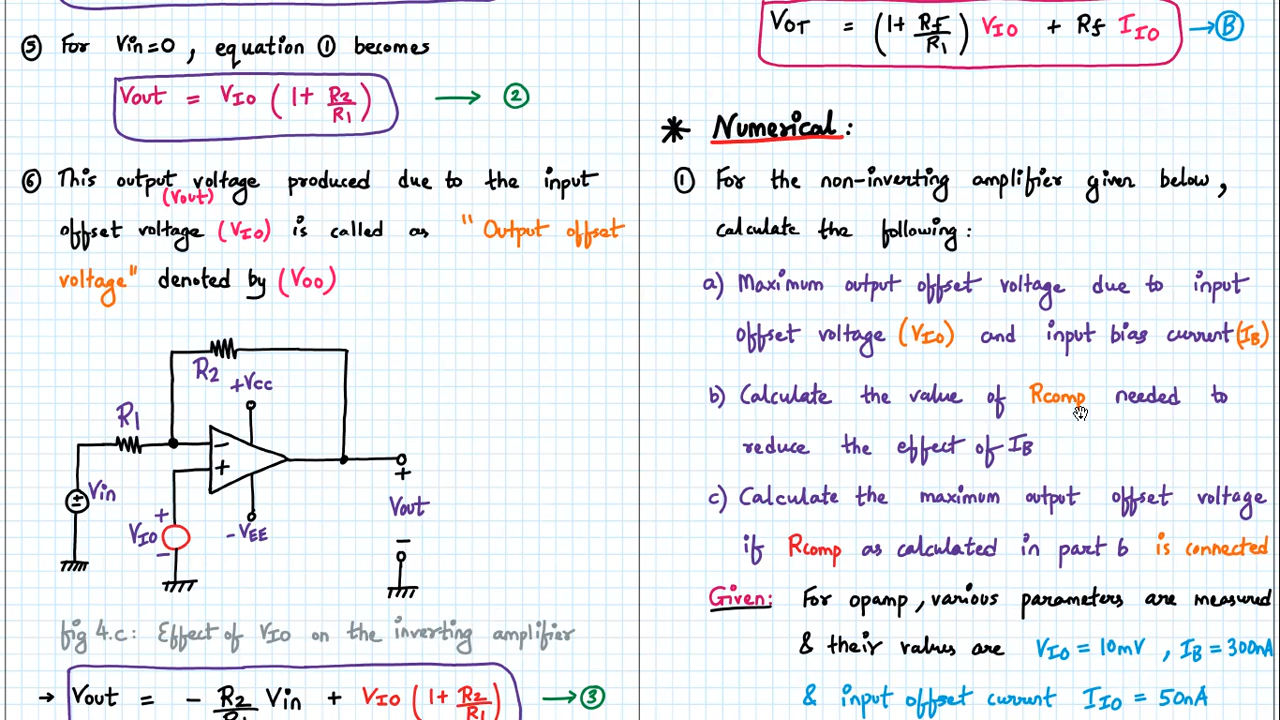 ⑤ For Vin=0, equation ① becomes
Vout = VIO (1+ R2/R1) → ②
⑥ This output voltage produced due to the input
(Vout)
offset voltage (VIO) is called as "Output offset
voltage" denoted by (VOO)
R2
+VCC
R1
-
+
Vin
+
VIO
-
-VEE
+
Vout
-
fig 4.c: Effect of VIO on the inverting amplifier
→ Vout = - R2/R1 Vin + VIO (1+ R2/R1) → ③
VOT = (1+ Rf/R1) VIO + Rf IIO → Ⓑ
* Numerical:
① For the non-inverting amplifier given below,
calculate the following:
a) Maximum output offset voltage due to input
offset voltage (VIO) and input bias current (IB)
b) Calculate the value of Rcomp needed to
reduce the effect of IB
c) Calculate the maximum output offset voltage
if Rcomp as calculated in part b is connected
Given: For opamp, various parameters are measured
& their values are VIO = 10mV, IB = 300nA
& input offset current IIO = 50nA